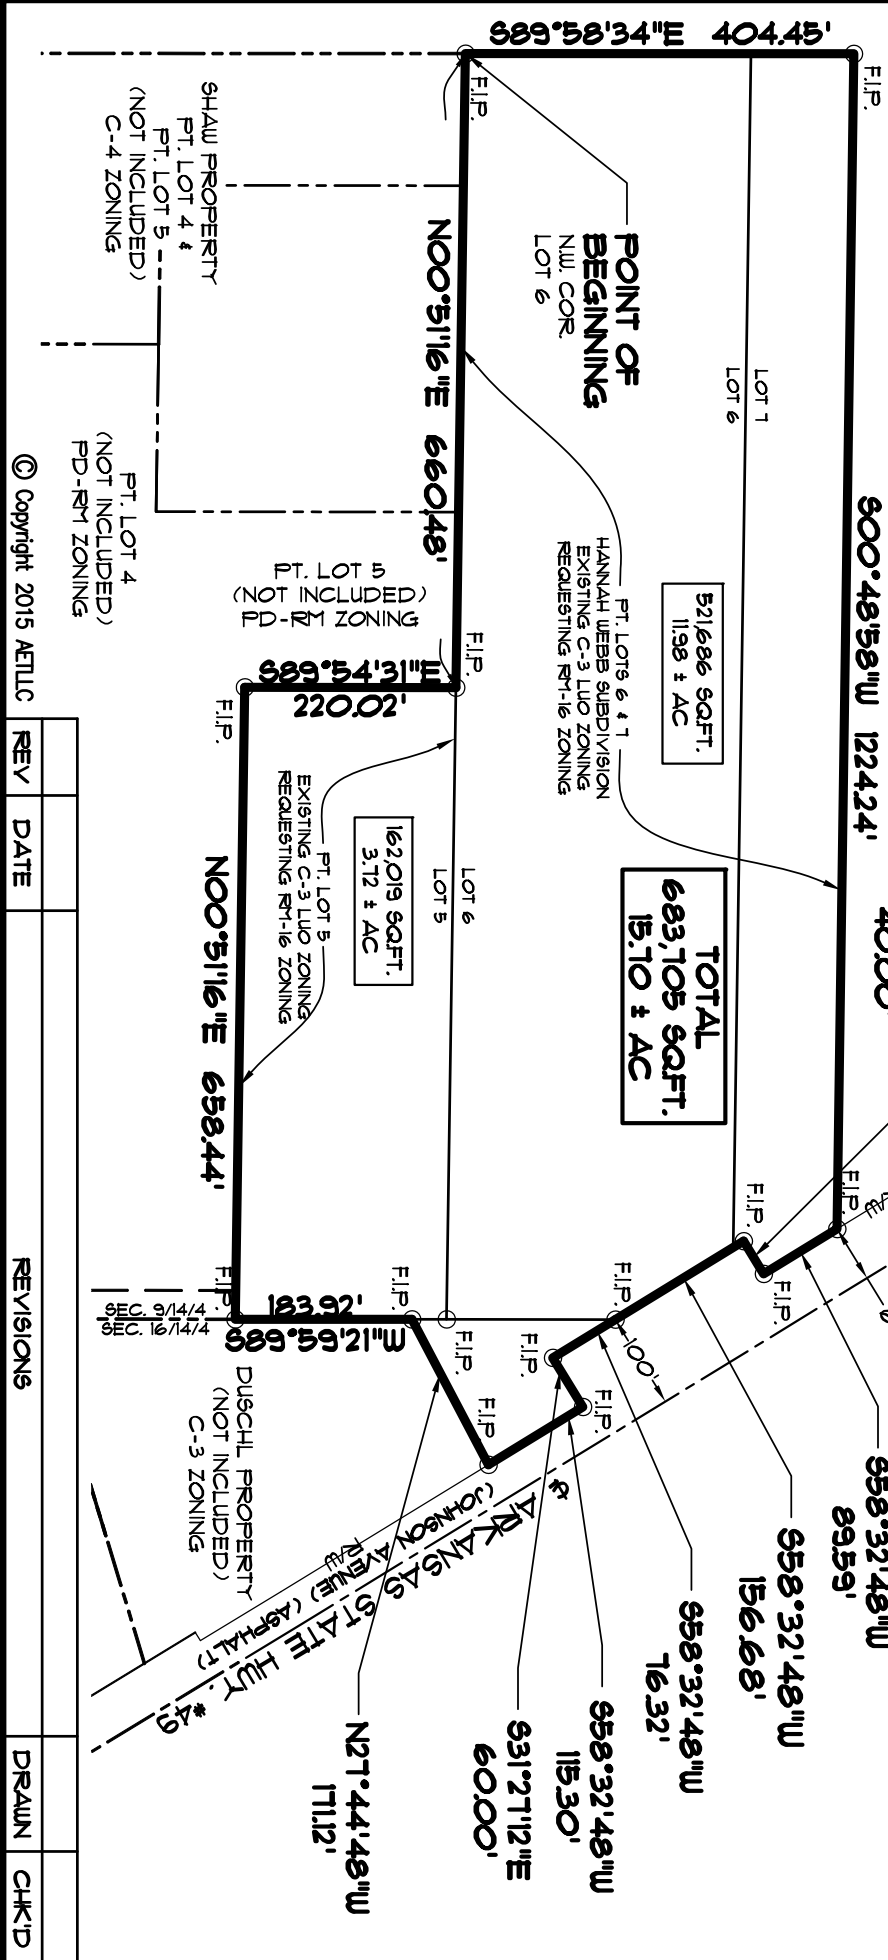 S89°58'34"E 404.45'
F.I.P.
F.I.P.
SHAW PROPERTY
PT. LOT 4 &
PT. LOT 5
(NOT INCLUDED)
C-4 ZONING
POINT OF
BEGINNING
N.W. COR.
LOT 6
N00°51'16"E 660.48'
LOT 7
LOT 6
S00°48'58"W 1224.24'
40.00'
PT. LOT 4
(NOT INCLUDED)
PD-RM ZONING
PT. LOT 5
(NOT INCLUDED)
PD-RM ZONING
PT. LOTS 6 & 7
HANNAH WEBB SUBDIVISION
EXISTING C-3 LUO ZONING
REQUESTING RM-16 ZONING
521,686 SQ.FT.
11.98 ± AC
F.I.P.
S89°54'31"E
220.02'
F.I.P.
PT. LOT 5
EXISTING C-3 LUO ZONING
REQUESTING RM-16 ZONING
162,019 SQ.FT.
3.72 ± AC
LOT 6
LOT 5
TOTAL
683,705 SQ.FT.
15.70 ± AC
N00°51'16"E 658.44'
F.I.P.
F.I.P.
F.I.P.
F.I.P.
F.I.P.
F.I.P.
183.92'
S89°59'21"W
SEC. 9/14/4
SEC. 16/14/4
F.I.P.
F.I.P.
F.I.P.
F.I.P.
100'
R/W
DUSCHL PROPERTY
(NOT INCLUDED)
C-3 ZONING
R/W
(JOHNSON AVENUE) (ASPHALT)
ARKANSAS STATE HWY. #49
S58°32'48"W
89.59'
S58°32'48"W
156.68'
S58°32'48"W
76.32'
S58°32'48"W
115.30'
S31°27'12"E
60.00'
N27°44'48"W
171.12'
© Copyright 2015 AETLLC
REV
DATE
REVISIONS
DRAWN
CHK'D